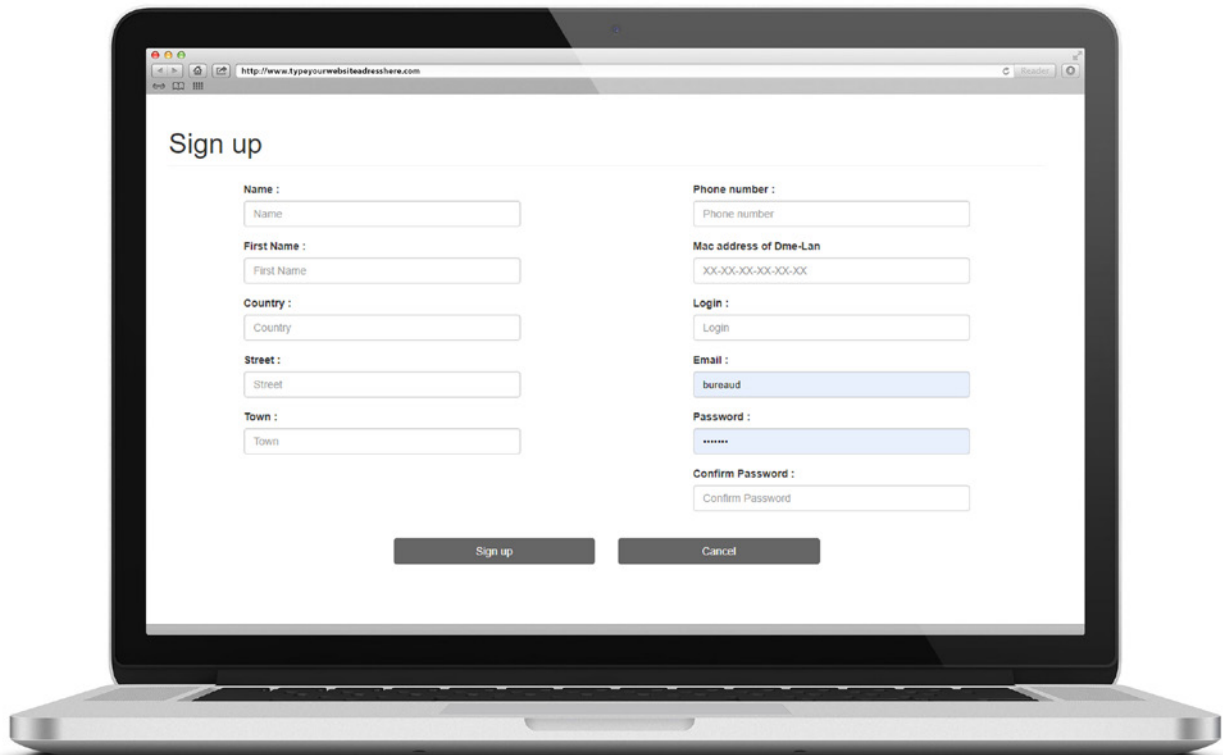 http://www.typeyourwebsiteadresshere.com
Reader
Sign up
Name :
Name
First Name :
First Name
Country :
Country
Street :
Street
Town :
Town
Phone number :
Phone number
Mac address of Dme-Lan
XX-XX-XX-XX-XX-XX
Login :
Login
Email :
bureaud
Password :
•••••••
Confirm Password :
Confirm Password
Sign up
Cancel